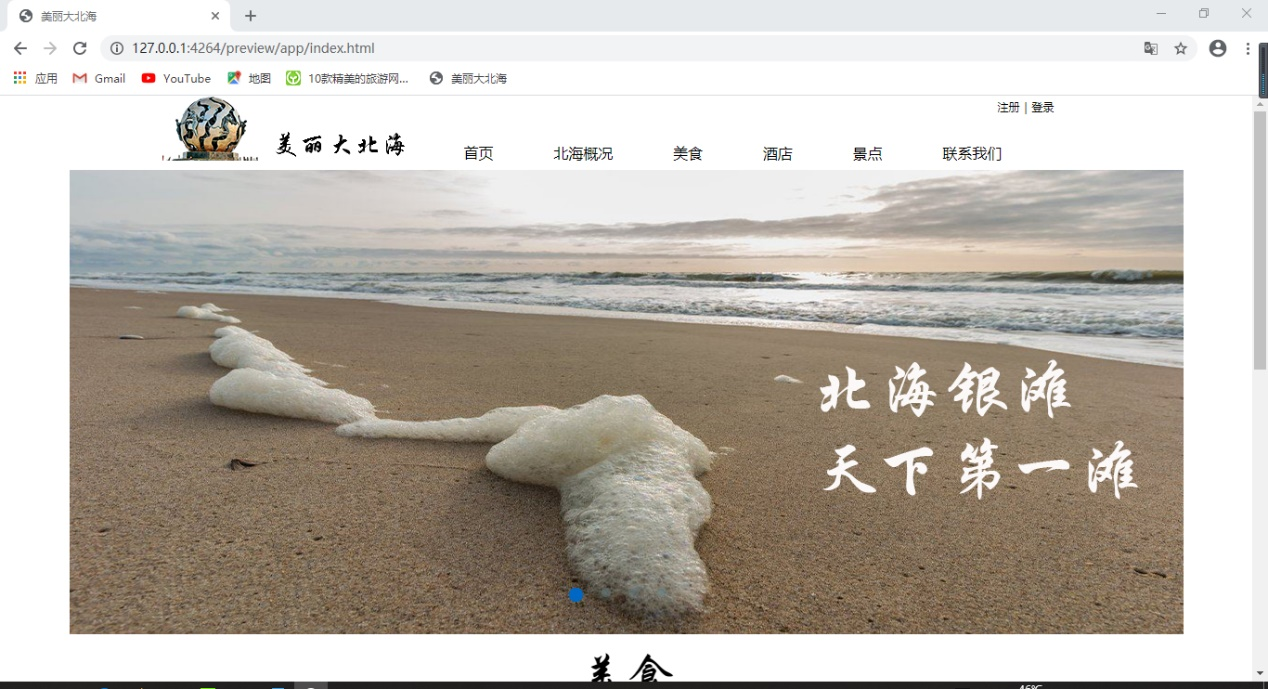 美丽大北海
127.0.0.1:4264/preview/app/index.html
应用 Gmail YouTube 地图 10款精美的旅游网... 美丽大北海
注册 | 登录
美丽大北海
首页 北海概况 美食 酒店 景点 联系我们
北海银滩
天下第一滩
美食